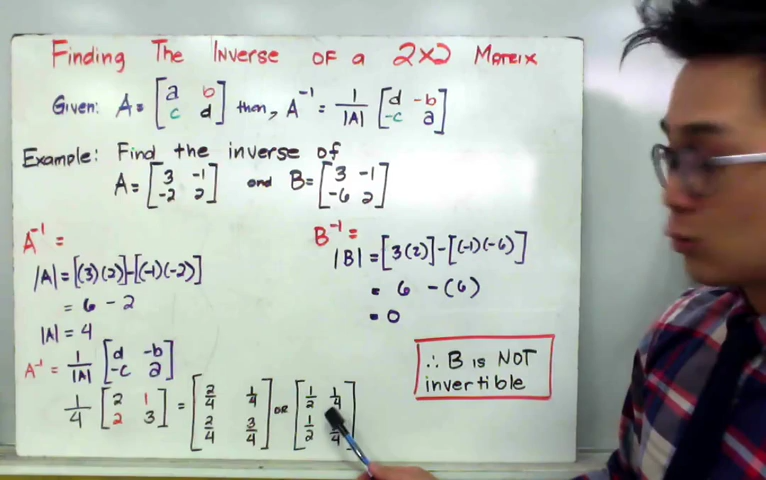 Finding The Inverse of a 2x2 Matrix
Given: A = [a b; c d] then, A⁻¹ = 1/|A| [d -b; -c a]
Example: Find the inverse of
A = [3 -1; -2 2] and B = [3 -1; -6 2]
A⁻¹ =
|A| = [(3)(2)]-[(-1)(-2)]
= 6 - 2
|A| = 4
A⁻¹ = 1/|A| [d -b; -c a]
1/4 [2 1; 2 3] = [2/4 1/4; 2/4 3/4] or [1/2 1/4; 1/2 /4]
B⁻¹ =
|B| = [3(2)]-[(-1)(-6)]
= 6 - (6)
= 0
∴ B is NOT
invertible